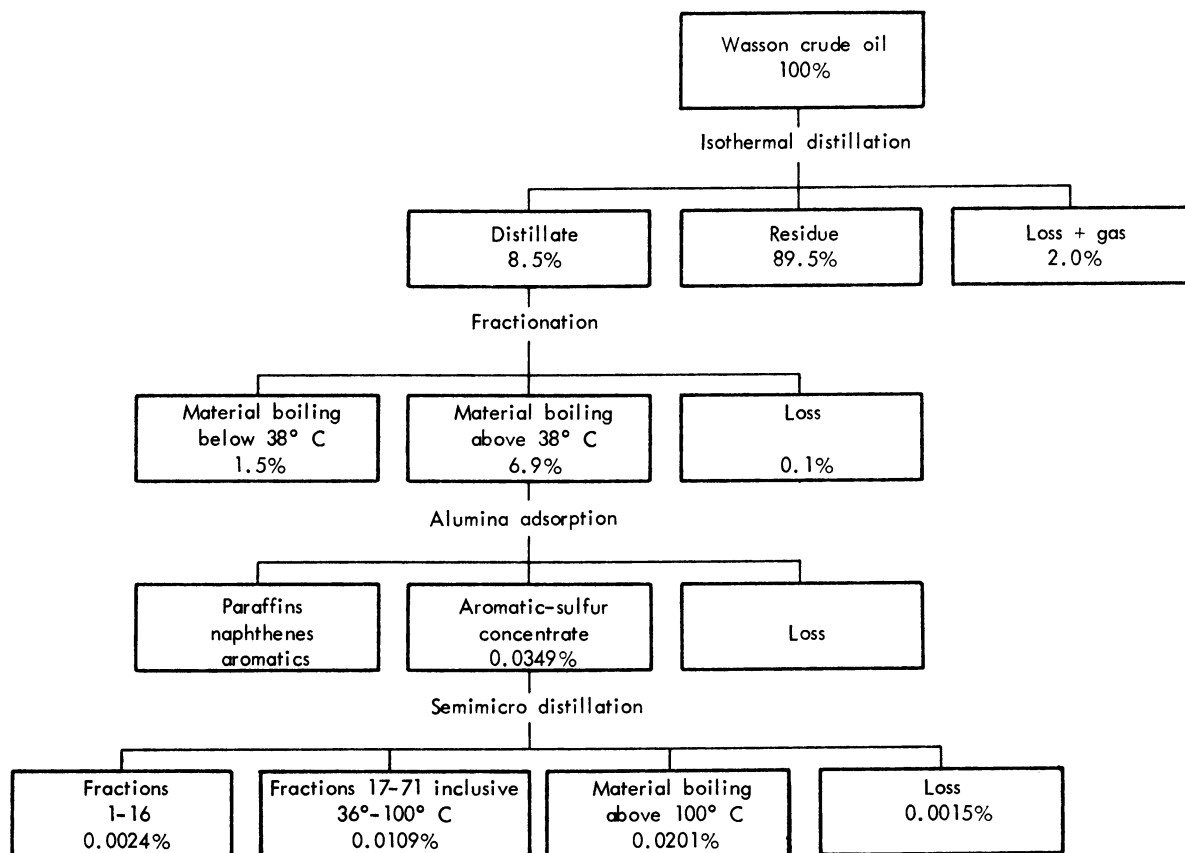 Wasson crude oil
100%
Isothermal distillation
Distillate
8.5%
Residue
89.5%
Loss + gas
2.0%
Fractionation
Material boiling
below 38° C
1.5%
Material boiling
above 38° C
6.9%
Loss
0.1%
Alumina adsorption
Paraffins
naphthenes
aromatics
Aromatic-sulfur
concentrate
0.0349%
Loss
Semimicro distillation
Fractions
1-16
0.0024%
Fractions 17-71 inclusive
36°-100° C
0.0109%
Material boiling
above 100° C
0.0201%
Loss
0.0015%